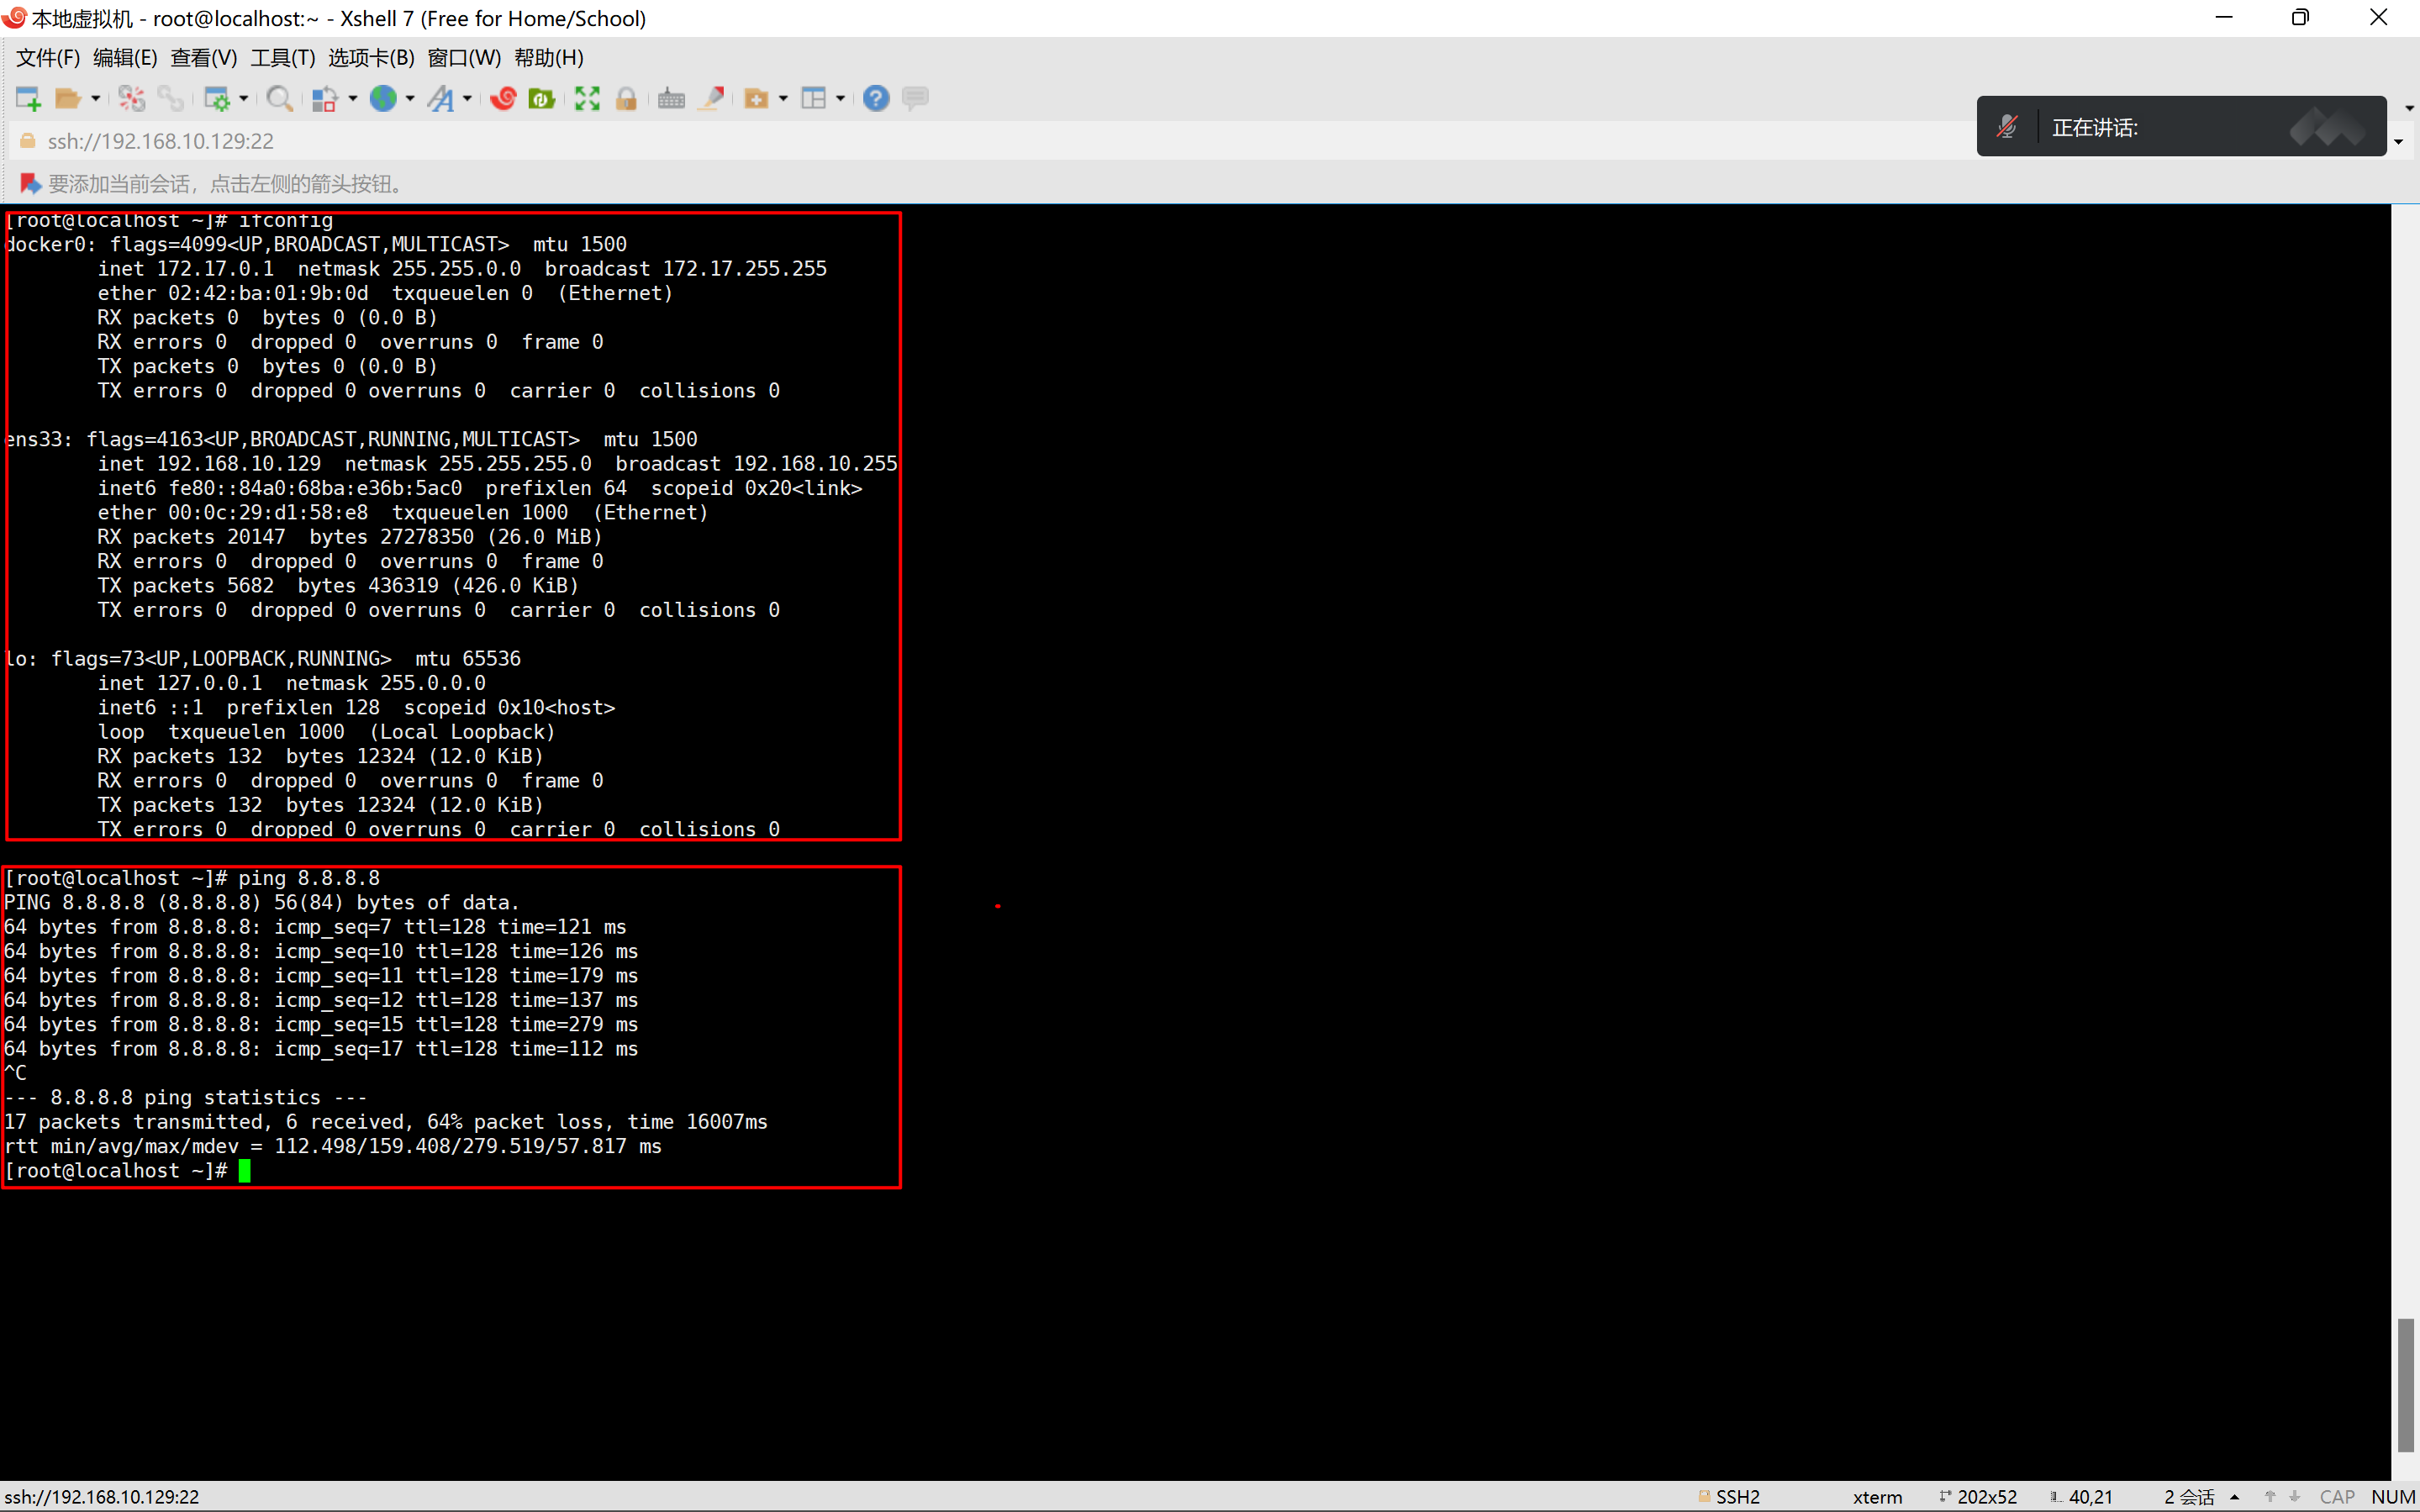 本地虚拟机 - root@localhost:~ - Xshell 7 (Free for Home/School)
文件(F) 编辑(E) 查看(V) 工具(T) 选项卡(B) 窗口(W) 帮助(H)
ssh://192.168.10.129:22
正在讲话:
要添加当前会话，点击左侧的箭头按钮。
[root@localhost ~]# ifconfig
docker0: flags=4099<UP,BROADCAST,MULTICAST>  mtu 1500
        inet 172.17.0.1  netmask 255.255.0.0  broadcast 172.17.255.255
        ether 02:42:ba:01:9b:0d  txqueuelen 0  (Ethernet)
        RX packets 0  bytes 0 (0.0 B)
        RX errors 0  dropped 0  overruns 0  frame 0
        TX packets 0  bytes 0 (0.0 B)
        TX errors 0  dropped 0 overruns 0  carrier 0  collisions 0
ens33: flags=4163<UP,BROADCAST,RUNNING,MULTICAST>  mtu 1500
        inet 192.168.10.129  netmask 255.255.255.0  broadcast 192.168.10.255
        inet6 fe80::84a0:68ba:e36b:5ac0  prefixlen 64  scopeid 0x20<link>
        ether 00:0c:29:d1:58:e8  txqueuelen 1000  (Ethernet)
        RX packets 20147  bytes 27278350 (26.0 MiB)
        RX errors 0  dropped 0  overruns 0  frame 0
        TX packets 5682  bytes 436319 (426.0 KiB)
        TX errors 0  dropped 0 overruns 0  carrier 0  collisions 0
lo: flags=73<UP,LOOPBACK,RUNNING>  mtu 65536
        inet 127.0.0.1  netmask 255.0.0.0
        inet6 ::1  prefixlen 128  scopeid 0x10<host>
        loop  txqueuelen 1000  (Local Loopback)
        RX packets 132  bytes 12324 (12.0 KiB)
        RX errors 0  dropped 0  overruns 0  frame 0
        TX packets 132  bytes 12324 (12.0 KiB)
        TX errors 0  dropped 0 overruns 0  carrier 0  collisions 0
[root@localhost ~]# ping 8.8.8.8
PING 8.8.8.8 (8.8.8.8) 56(84) bytes of data.
64 bytes from 8.8.8.8: icmp_seq=7 ttl=128 time=121 ms
64 bytes from 8.8.8.8: icmp_seq=10 ttl=128 time=126 ms
64 bytes from 8.8.8.8: icmp_seq=11 ttl=128 time=179 ms
64 bytes from 8.8.8.8: icmp_seq=12 ttl=128 time=137 ms
64 bytes from 8.8.8.8: icmp_seq=15 ttl=128 time=279 ms
64 bytes from 8.8.8.8: icmp_seq=17 ttl=128 time=112 ms
^C
--- 8.8.8.8 ping statistics ---
17 packets transmitted, 6 received, 64% packet loss, time 16007ms
rtt min/avg/max/mdev = 112.498/159.408/279.519/57.817 ms
[root@localhost ~]#
ssh://192.168.10.129:22 SSH2 xterm 202x52 40,21 2 会话 CAP NUM